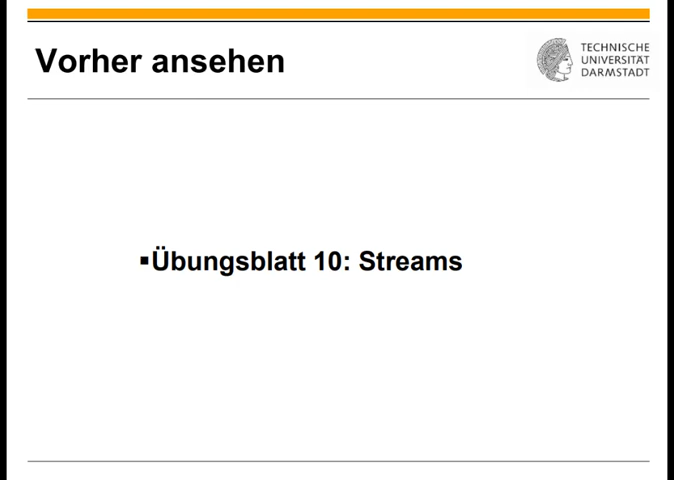 Vorher ansehen
TECHNISCHE
UNIVERSITÄT
DARMSTADT
▪Übungsblatt 10: Streams